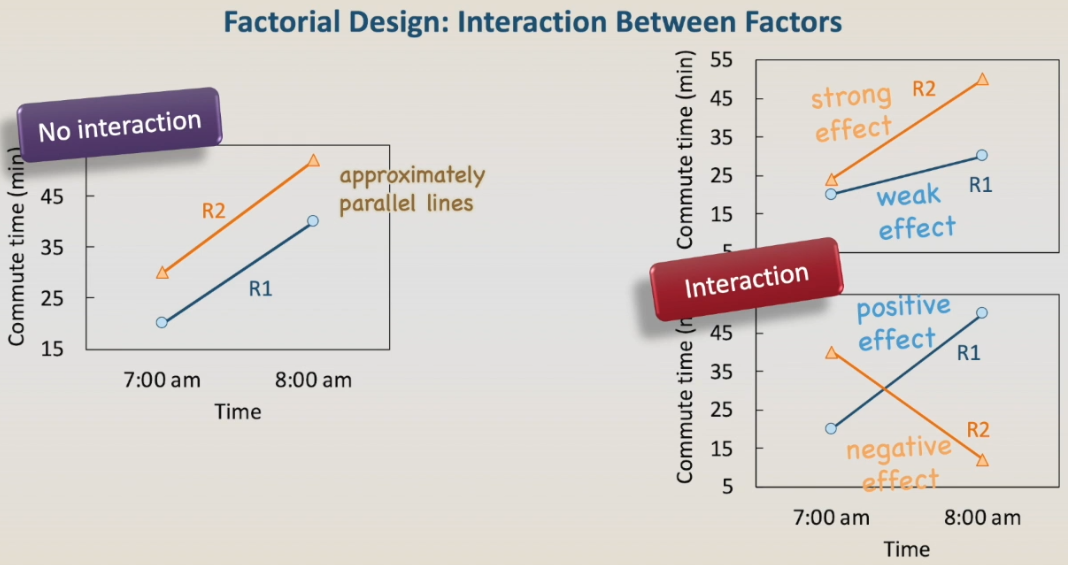 Factorial Design: Interaction Between Factors
No interaction
Commute time (min)
45
35
25
15
R2
R1
approximately
parallel lines
7:00 am
8:00 am
Time
Commute time (min)
55
45
35
25
15
5
strong
effect
R2
R1
weak
effect
Interaction
Commute time
45
35
25
15
5
positive
effect
R1
R2
negative
effect
7:00 am
8:00 am
Time